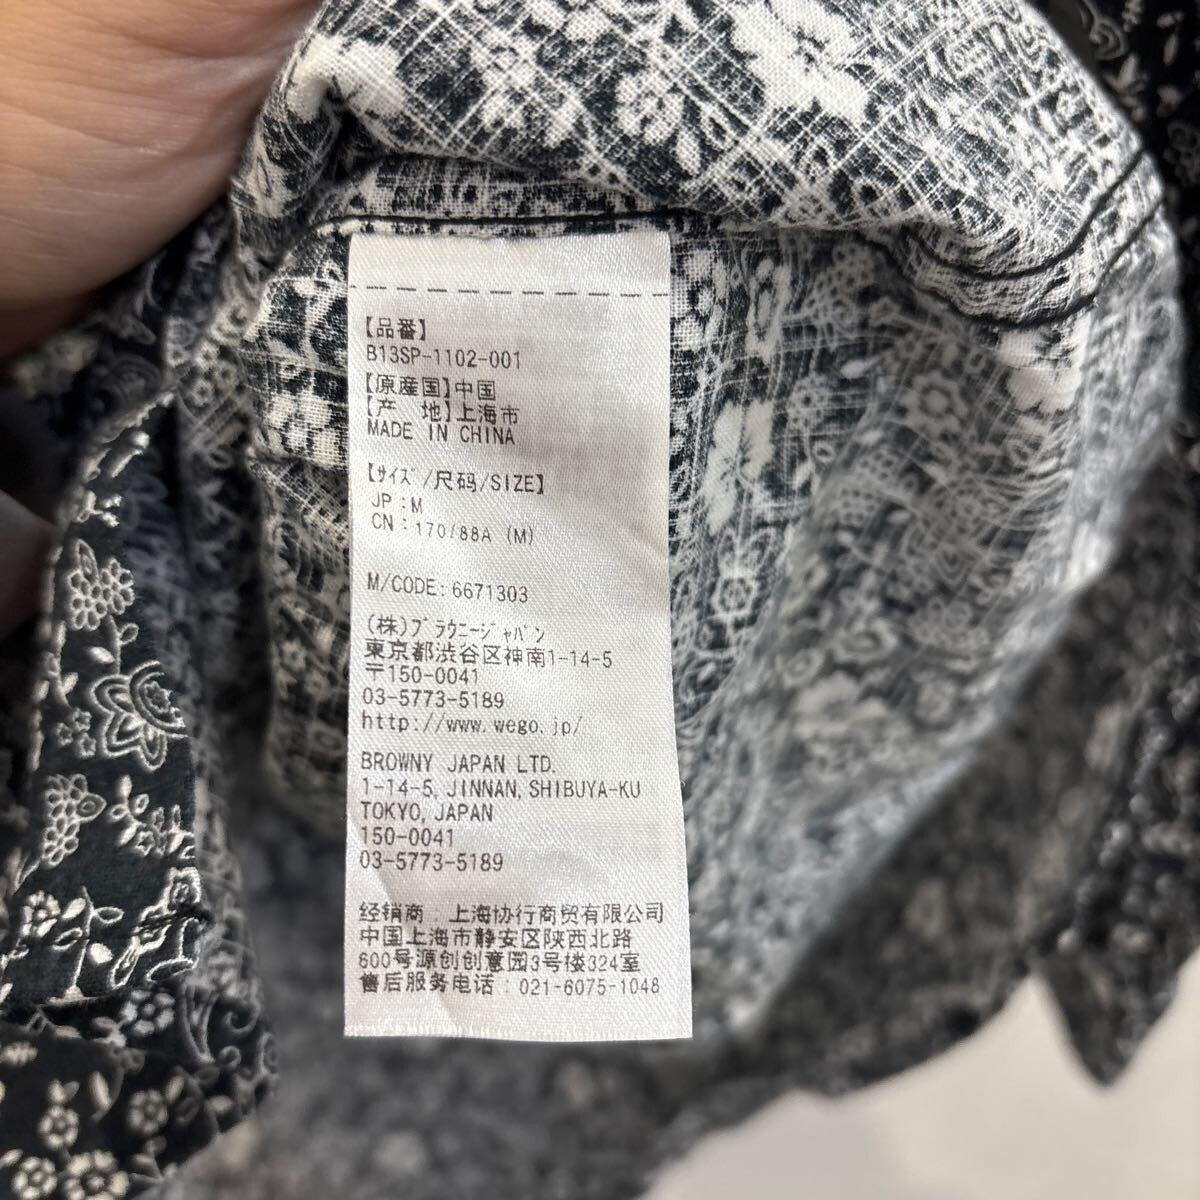 【品番】
B13SP-1102-001
【原産国】中国
【产　地】上海市
MADE IN CHINA
【サイズ/尺码/SIZE】
JP:M
CN:170/88A (M)
M/CODE:6671303
(株)ブラウニージャパン
東京都渋谷区神南1-14-5
〒150-0041
03-5773-5189
http://www.wego.jp/
BROWNY JAPAN LTD.
1-14-5, JINNAN, SHIBUYA-KU
TOKYO, JAPAN
150-0041
03-5773-5189
经销商：上海协行商贸有限公司
中国上海市静安区陕西北路
600号源创创意园3号楼324室
售后服务电话：021-6075-1048